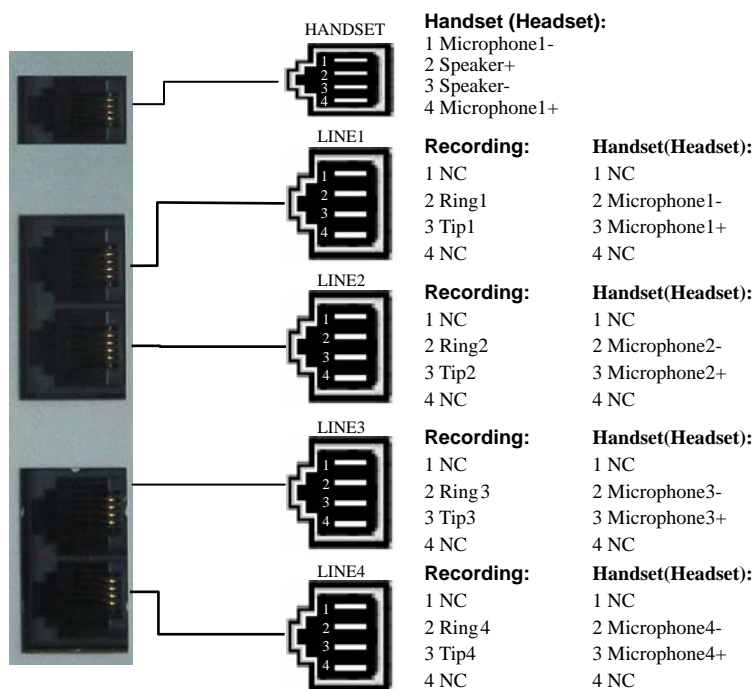 HANDSET
1
2
3
4
Handset (Headset):
1 Microphone1-
2 Speaker+
3 Speaker-
4 Microphone1+
LINE1
1
2
3
4
Recording: Handset(Headset):
1 NC 1 NC
2 Ring1 2 Microphone1-
3 Tip1 3 Microphone1+
4 NC 4 NC
LINE2
1
2
3
4
Recording: Handset(Headset):
1 NC 1 NC
2 Ring2 2 Microphone2-
3 Tip2 3 Microphone2+
4 NC 4 NC
LINE3
1
2
3
4
Recording: Handset(Headset):
1 NC 1 NC
2 Ring3 2 Microphone3-
3 Tip3 3 Microphone3+
4 NC 4 NC
LINE4
1
2
3
4
Recording: Handset(Headset):
1 NC 1 NC
2 Ring4 2 Microphone4-
3 Tip4 3 Microphone4+
4 NC 4 NC